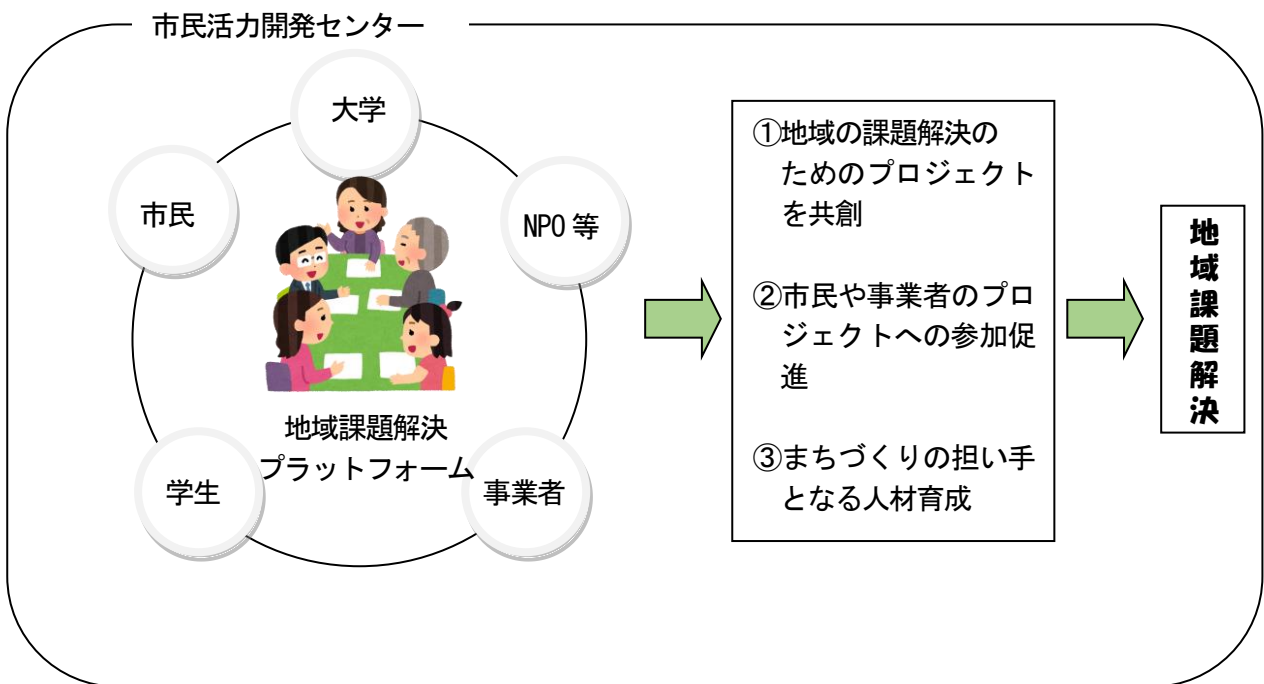 市民活力開発センター
大学
市民
NPO等
学生
事業者
地域課題解決
プラットフォーム
①地域の課題解決の
ためのプロジェクト
を共創
②市民や事業者のプロ
ジェクトへの参加促
進
③まちづくりの担い手
となる人材育成
地域課題解決